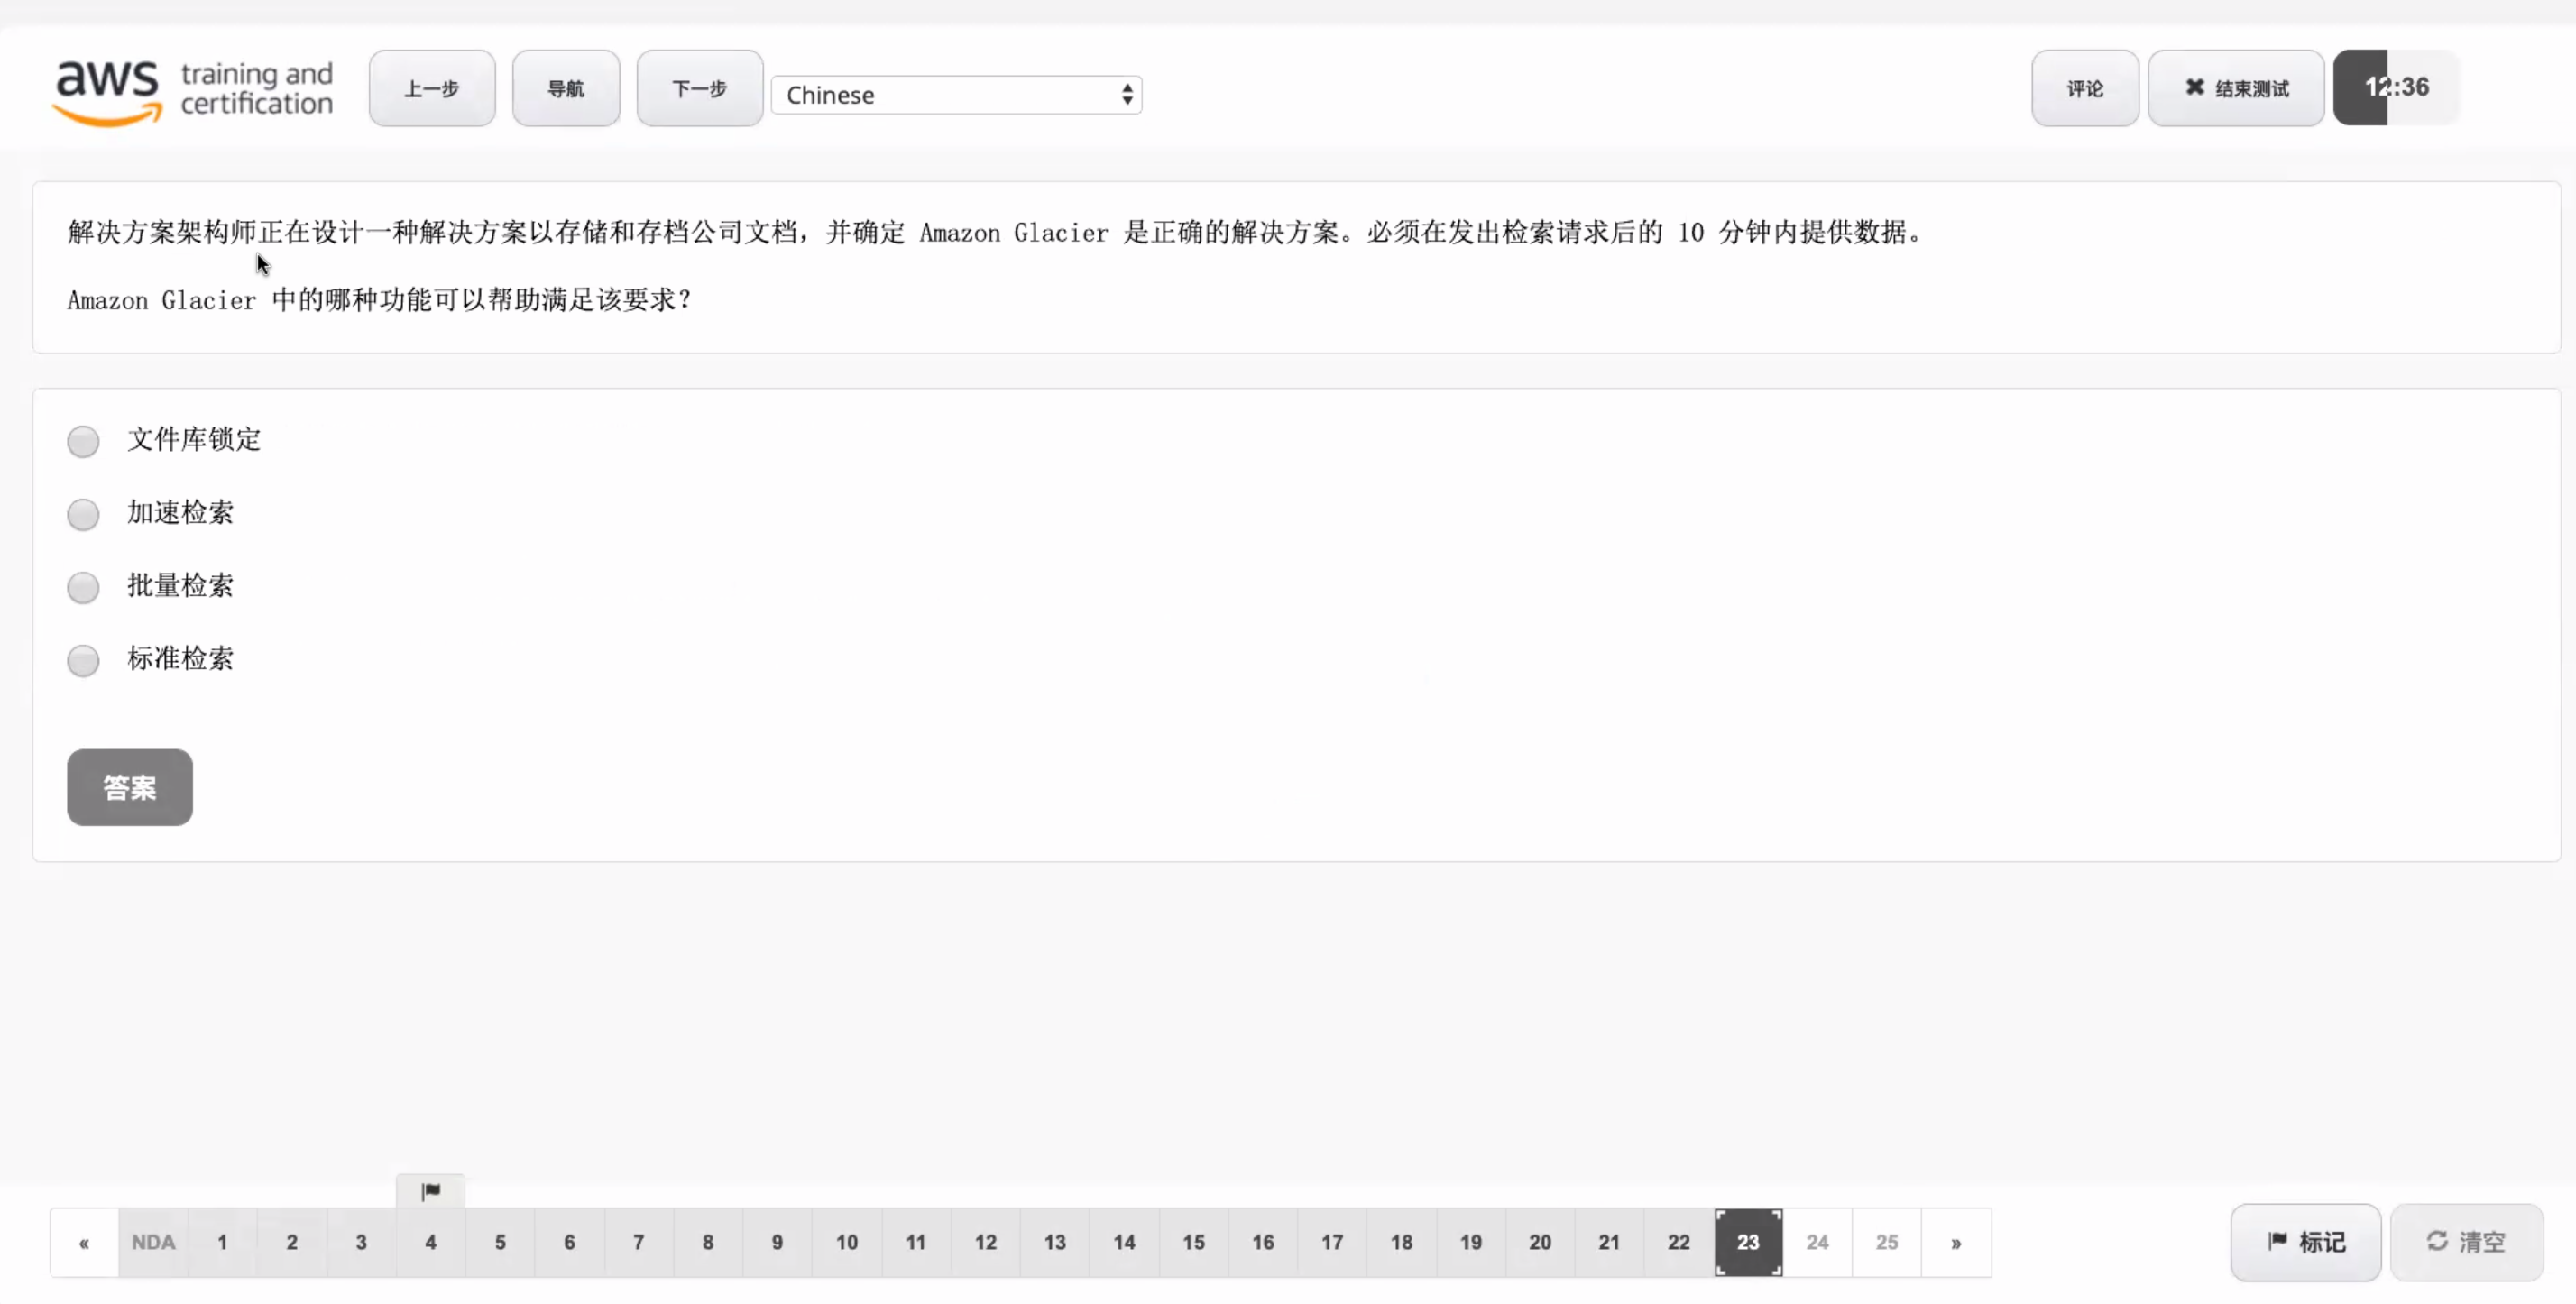 aws training and certification
上一步
导航
下一步
Chinese
评论
✖ 结束测试
12:36
解决方案架构师正在设计一种解决方案以存储和存档公司文档，并确定 Amazon Glacier 是正确的解决方案。必须在发出检索请求后的 10 分钟内提供数据。
Amazon Glacier 中的哪种功能可以帮助满足该要求？
文件库锁定
加速检索
批量检索
标准检索
答案
« NDA 1 2 3 4 5 6 7 8 9 10 11 12 13 14 15 16 17 18 19 20 21 22 23 24 25 »
标记
清空